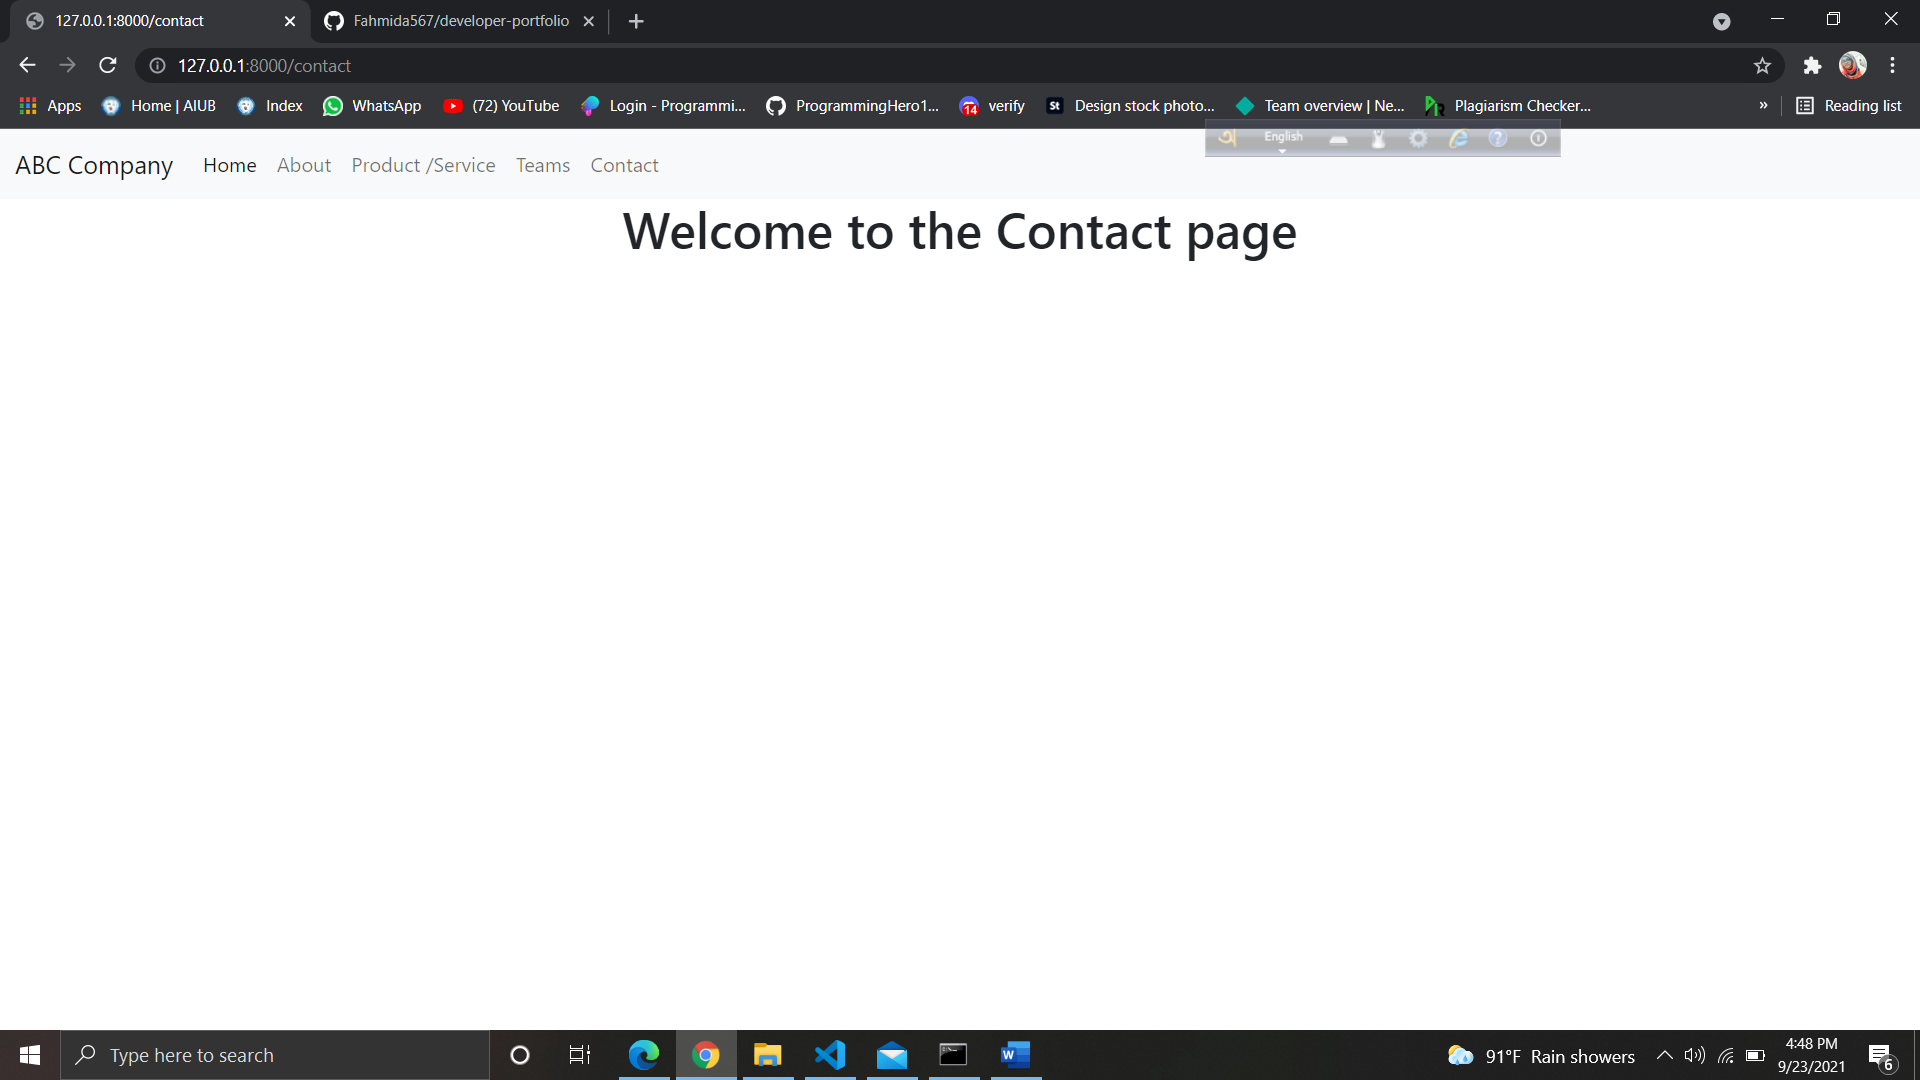 127.0.0.1:8000/contact
Fahmida567/developer-portfolio
127.0.0.1:8000/contact
Apps
Home | AIUB
Index
WhatsApp
(72) YouTube
Login - Programmi...
ProgrammingHero1...
14
verify
St
Design stock photo...
Team overview | Ne...
Plagiarism Checker...
»
Reading list
English
ABC Company
Home
About
Product /Service
Teams
Contact
Welcome to the Contact page
Type here to search
91°F Rain showers
4:48 PM
9/23/2021
6